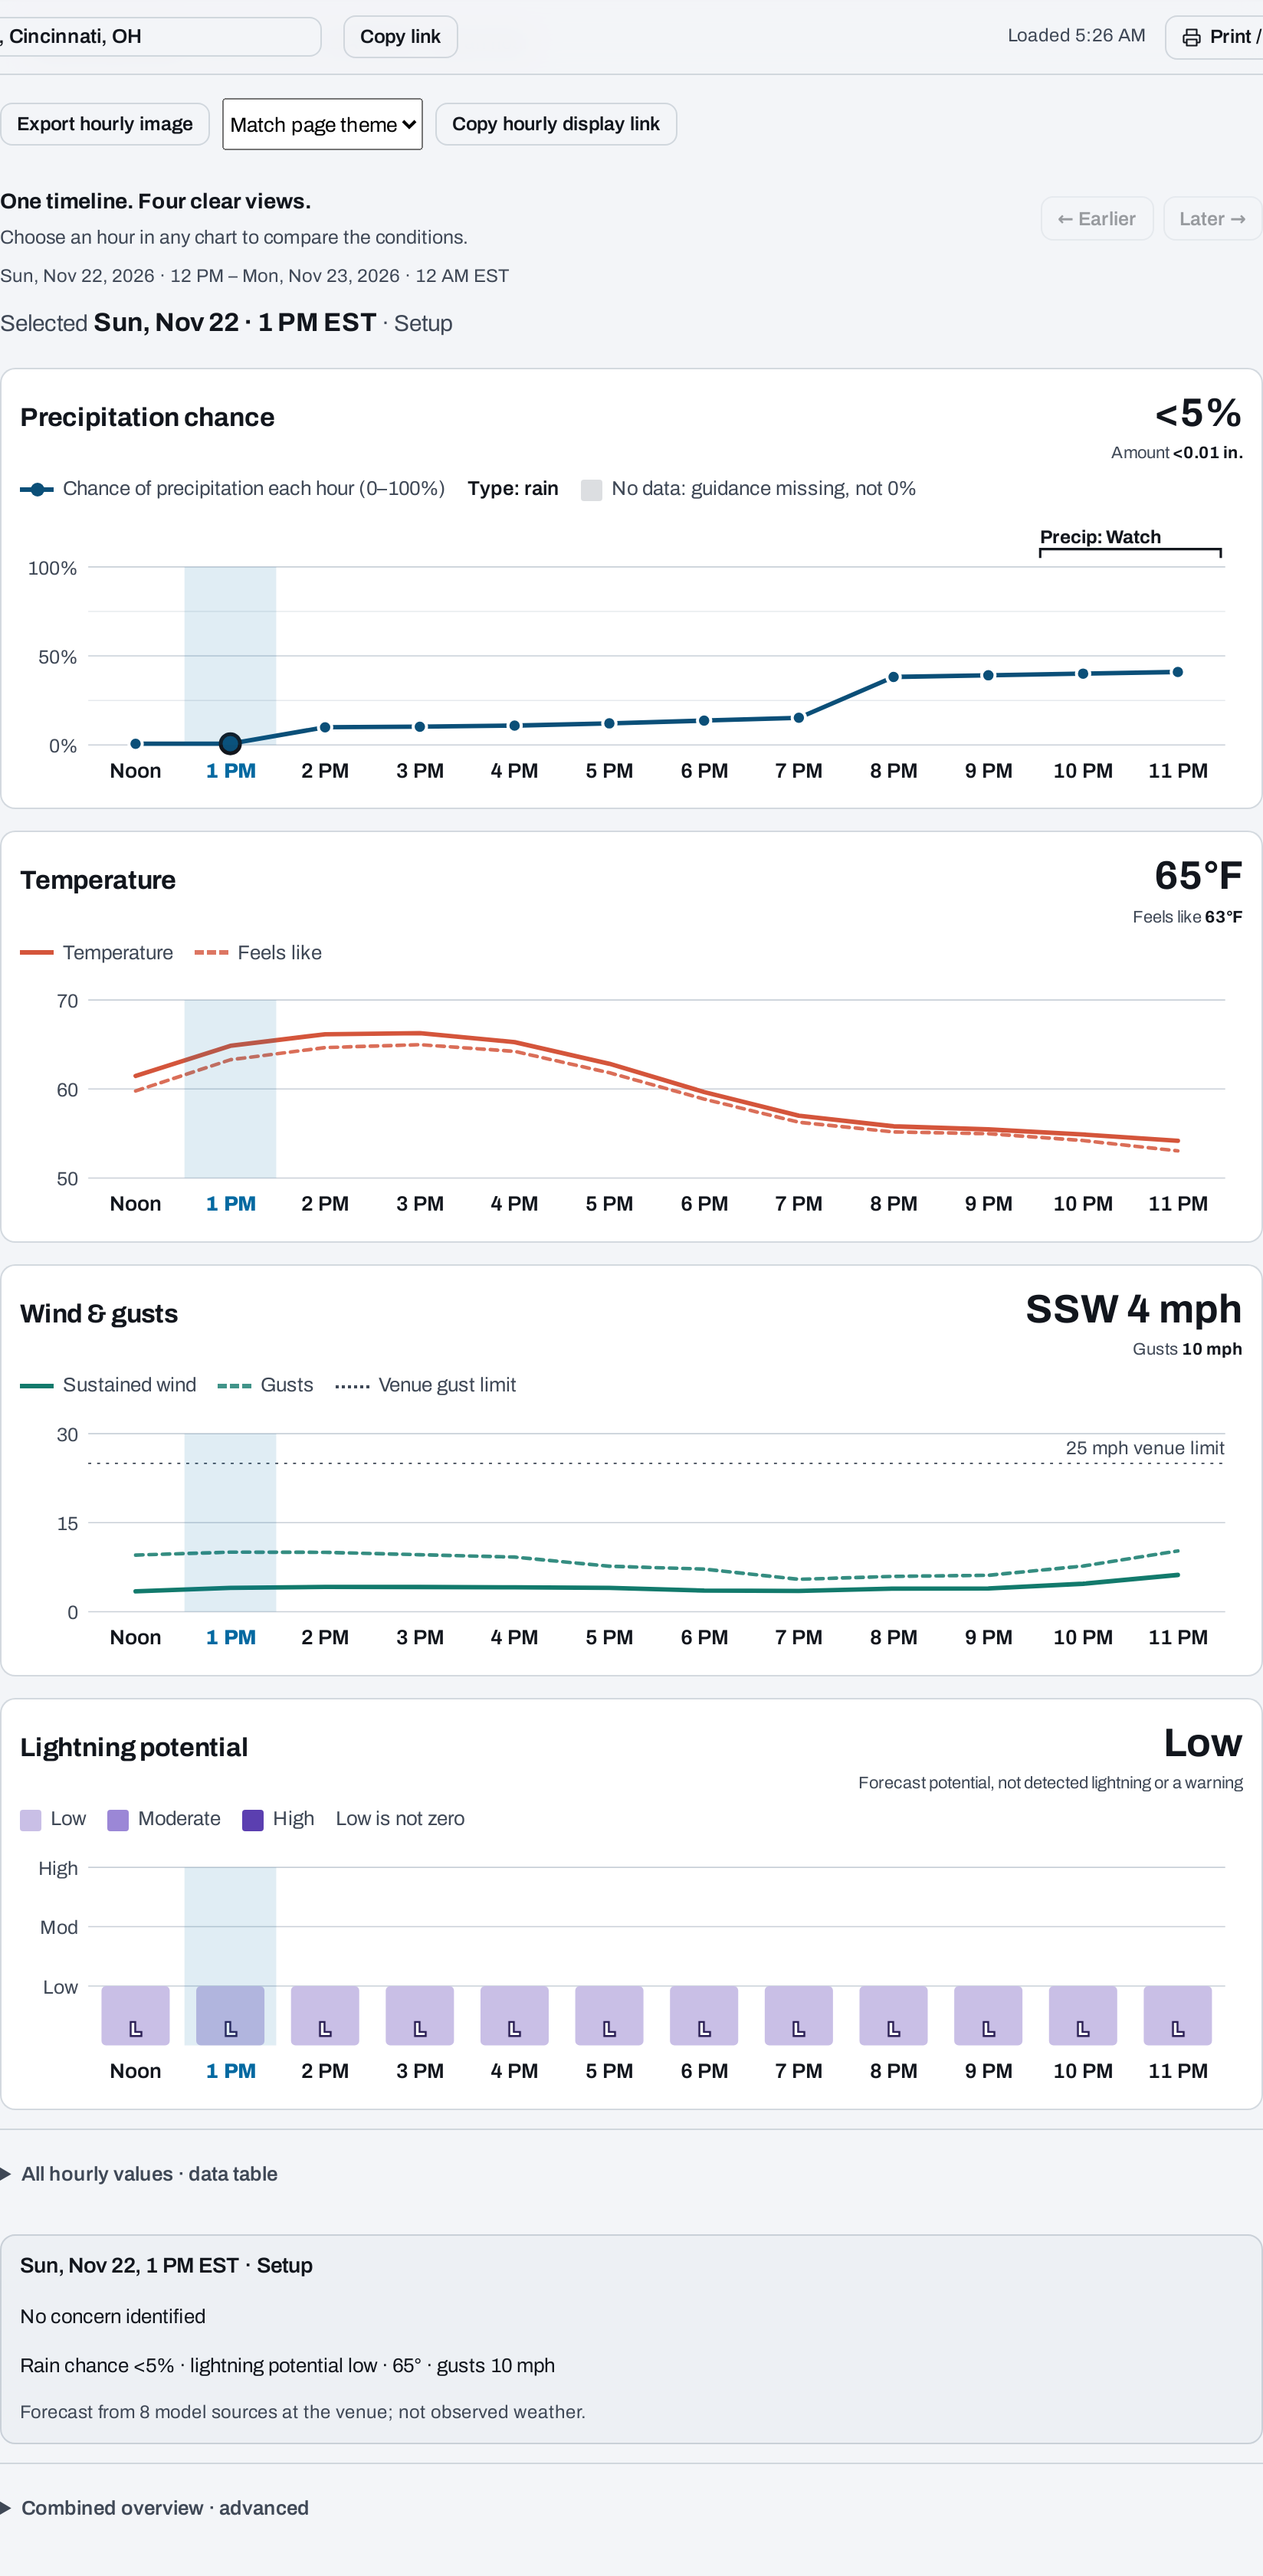 , Cincinnati, OH Copy link Loaded 5:26 AM Print /
Export hourly image Match page theme Copy hourly display link
One timeline. Four clear views.
← Earlier Later →
Choose an hour in any chart to compare the conditions.
Sun, Nov 22, 2026 · 12 PM – Mon, Nov 23, 2026 · 12 AM EST
Selected Sun, Nov 22 · 1 PM EST · Setup
Precipitation chance <5%
Amount <0.01 in.
Chance of precipitation each hour (0–100%) Type: rain No data: guidance missing, not 0%
Precip: Watch
100%
50%
0%
Noon 1 PM 2 PM 3 PM 4 PM 5 PM 6 PM 7 PM 8 PM 9 PM 10 PM 11 PM
Temperature 65°F
Feels like 63°F
Temperature Feels like
70
60
50
Noon 1 PM 2 PM 3 PM 4 PM 5 PM 6 PM 7 PM 8 PM 9 PM 10 PM 11 PM
Wind & gusts SSW 4 mph
Gusts 10 mph
Sustained wind Gusts Venue gust limit
30
25 mph venue limit
15
0
Noon 1 PM 2 PM 3 PM 4 PM 5 PM 6 PM 7 PM 8 PM 9 PM 10 PM 11 PM
Lightning potential Low
Forecast potential, not detected lightning or a warning
Low Moderate High Low is not zero
High
Mod
Low
L L L L L L L L L L L L
Noon 1 PM 2 PM 3 PM 4 PM 5 PM 6 PM 7 PM 8 PM 9 PM 10 PM 11 PM
All hourly values · data table
Sun, Nov 22, 1 PM EST · Setup
No concern identified
Rain chance <5% · lightning potential low · 65° · gusts 10 mph
Forecast from 8 model sources at the venue; not observed weather.
Combined overview · advanced